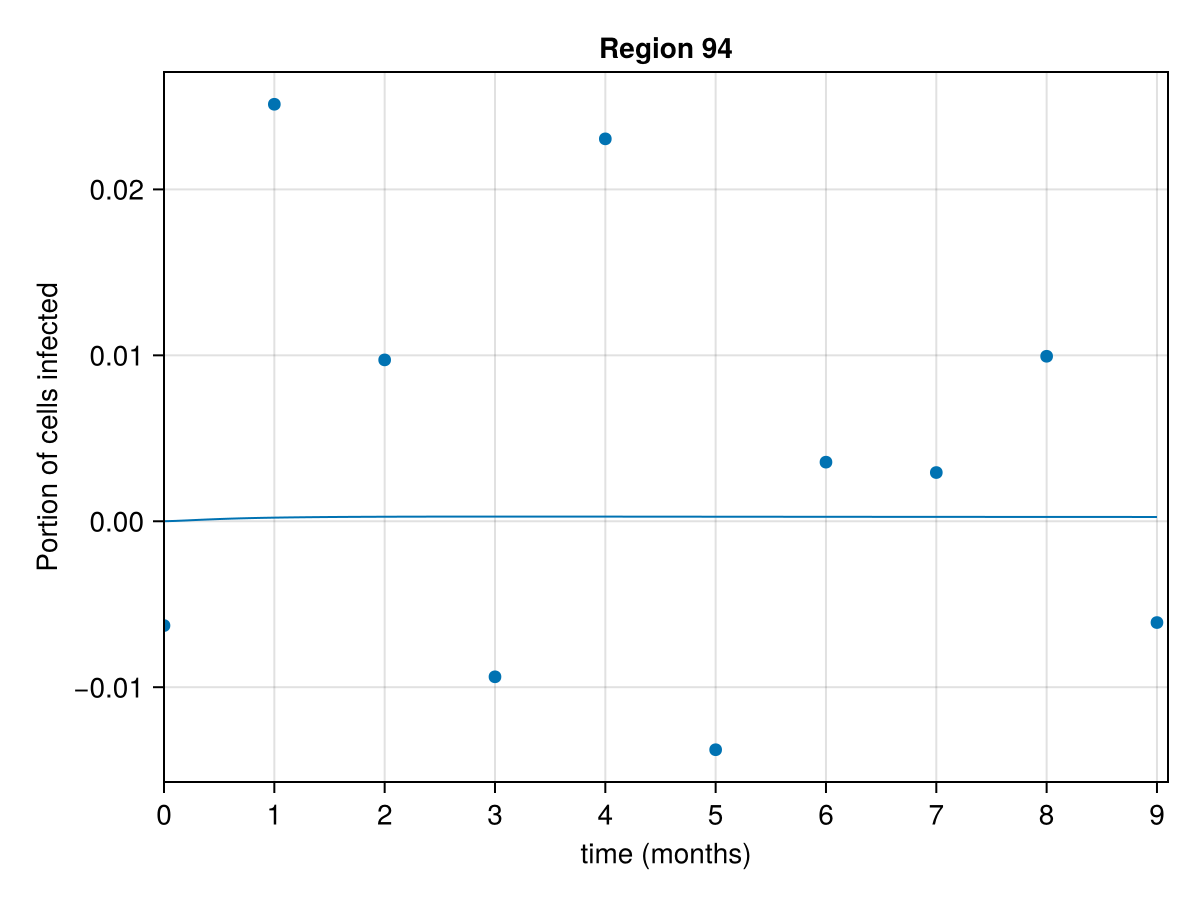 Region 94
Portion of cells infected
0.02
0.01
0.00
−0.01
0 1 2 3 4 5 6 7 8 9
time (months)